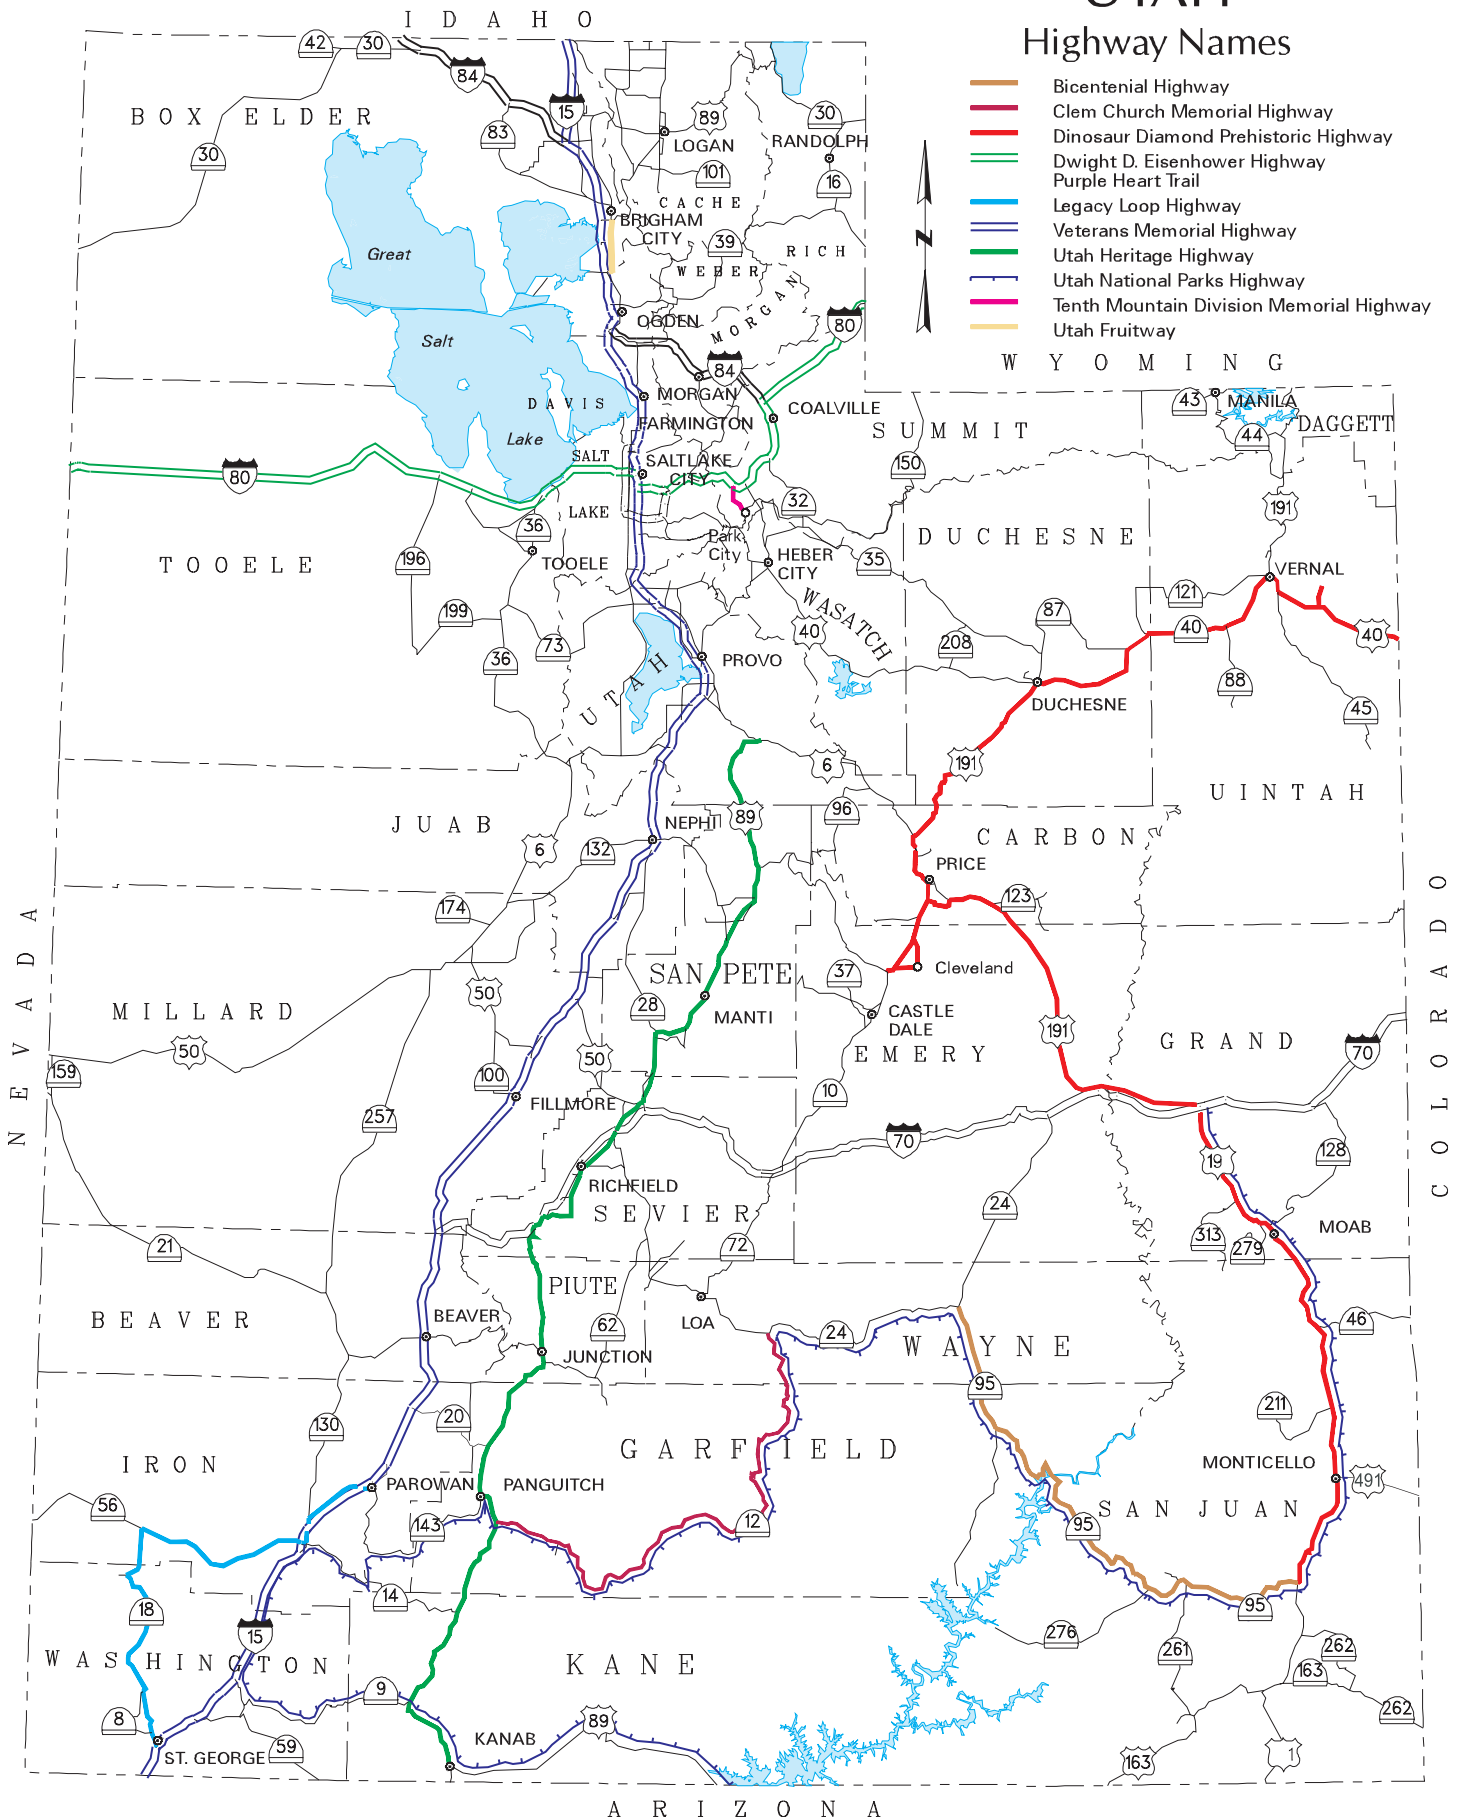 UTAH
Highway Names
Bicentenial Highway
Clem Church Memorial Highway
Dinosaur Diamond Prehistoric Highway
Dwight D. Eisenhower Highway
Purple Heart Trail
Legacy Loop Highway
Veterans Memorial Highway
Utah Heritage Highway
Utah National Parks Highway
Tenth Mountain Division Memorial Highway
Utah Fruitway
N
IDAHO
42
30
84
15
BOX ELDER
83
89
30
LOGAN
RANDOLPH
30
101
16
CACHE
BRIGHAM
CITY
39
RICH
Great
WEBER
MORGAN
OGDEN
80
Salt
84
WYOMING
MORGAN
DAVIS
COALVILLE
43
MANILA
FARMINGTON
SUMMIT
44
DAGGETT
Lake
SALT
SALTLAKE
CITY
150
80
32
191
LAKE
36
Park
City
DUCHESNE
196
TOOELE
TOOELE
HEBER
CITY
35
VERNAL
121
199
WASATCH
87
40
40
40
73
208
36
UTAH
PROVO
88
DUCHESNE
45
6
191
UINTAH
JUAB
NEPHI
89
96
CARBON
6
132
PRICE
123
174
COLORADO
NEVADA
SAN PETE
37
Cleveland
50
28
MILLARD
MANTI
CASTLE
DALE
191
50
50
EMERY
GRAND
70
159
100
10
FILLMORE
257
70
128
19
RICHFIELD
SEVIER
24
MOAB
21
72
313
279
PIUTE
BEAVER
BEAVER
LOA
62
24
46
WAYNE
JUNCTION
95
20
211
130
GARFIELD
IRON
MONTICELLO
PAROWAN
PANGUITCH
491
56
SAN JUAN
143
12
95
14
18
95
15
276
WASHINGTON
KANE
261
262
163
9
8
89
262
KANAB
ST. GEORGE
59
163
1
ARIZONA